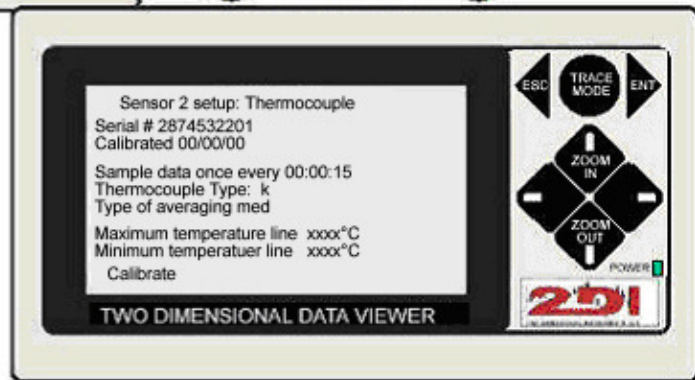 Sensor 2 setup: Thermocouple
Serial # 2874532201
Calibrated 00/00/00
Sample data once every 00:00:15
Thermocouple Type: k
Type of averaging med
Maximum temperature line xxxx°C
Minimum temperatuer line xxxx°C
Calibrate
TWO DIMENSIONAL DATA VIEWER
ESC
TRACE
MODE
ENT
ZOOM
IN
ZOOM
OUT
POWER
2DI